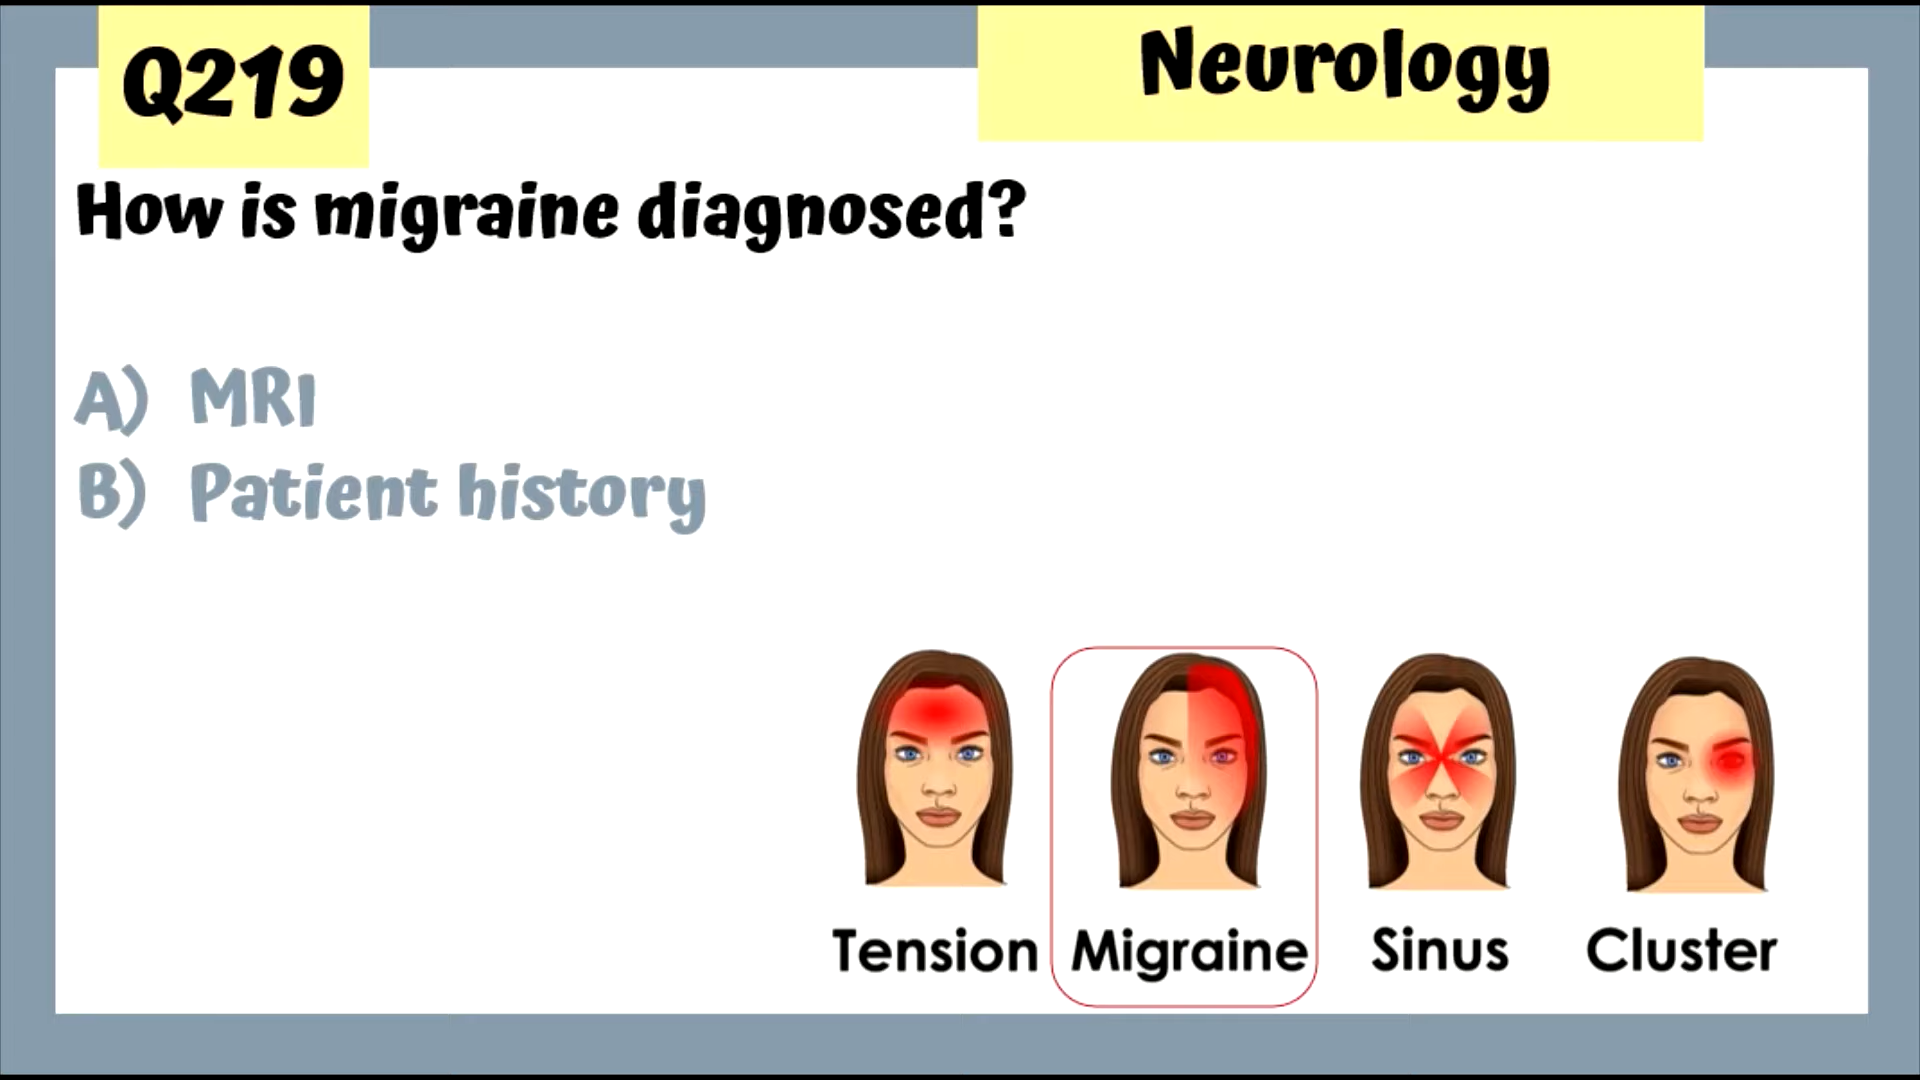 Q219
Neurology
How is migraine diagnosed?
A) MRI
B) Patient history
Tension Migraine Sinus Cluster